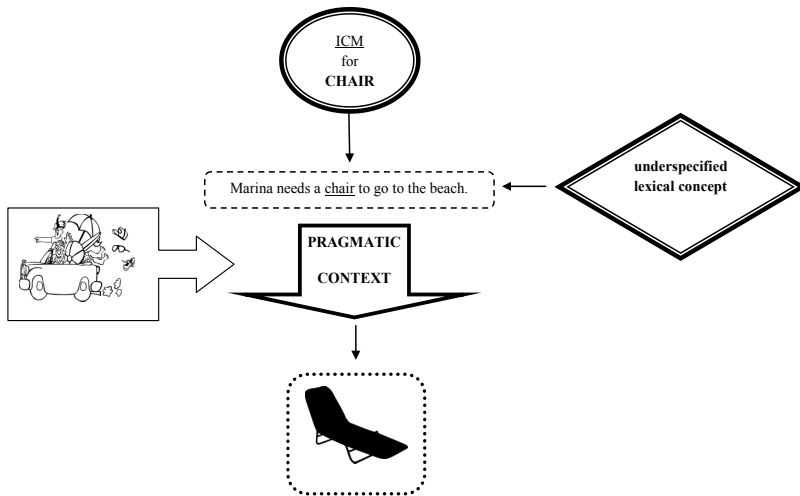 ICM
for
CHAIR
Marina needs a chair to go to the beach.
underspecified
lexical concept
PRAGMATIC
CONTEXT